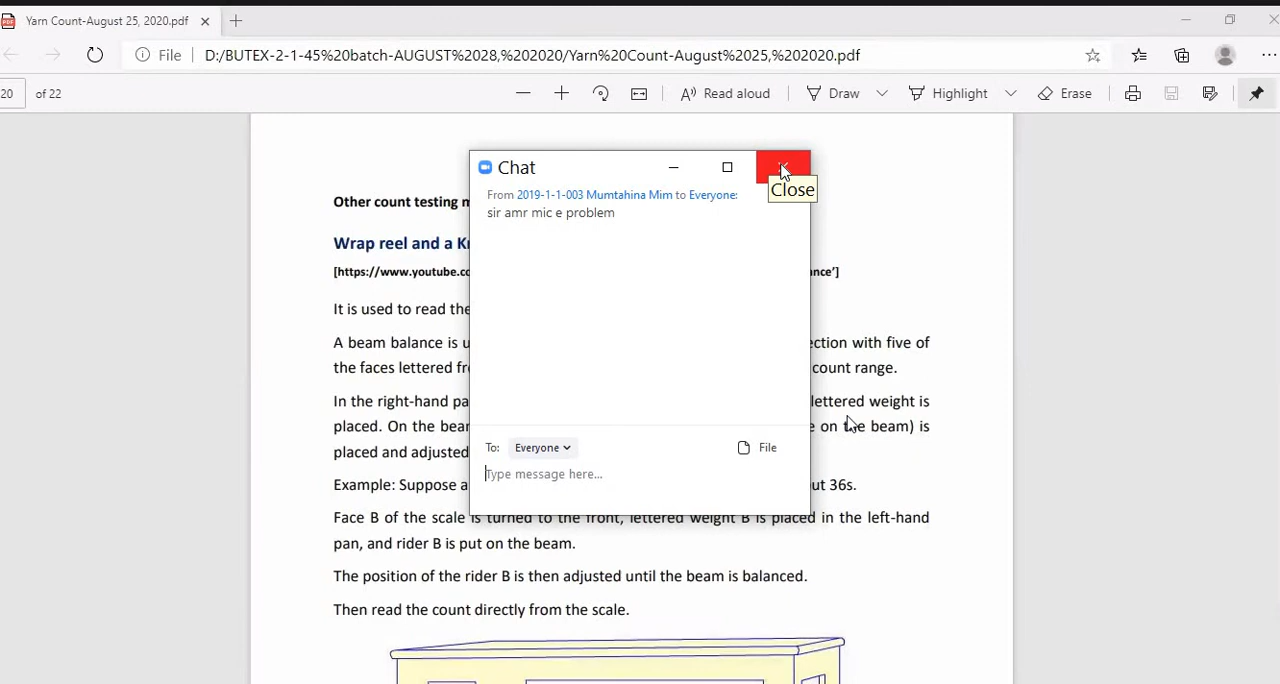 Yarn Count-August 25, 2020.pdf
File D:/BUTEX-2-1-45%20batch-AUGUST%2028,%202020/Yarn%20Count-August%2025,%202020.pdf
20 of 22
Read aloud Draw Highlight Erase
Chat
Close
From 2019-1-1-003 Mumtahina Mim to Everyone:
sir amr mic e problem
To: Everyone File
Type message here...
Other count testing
Wrap reel and a
[https://www.youtube.co nce']
It is used to read the
A beam balance is ction with five of
the faces lettered count range.
In the right-hand lettered weight is
placed. On the on the beam) is
placed and adjusted
Example: Suppose a ut 36s.
Face B of the scale is turned to the front, lettered weight B is placed in the left-hand
pan, and rider B is put on the beam.
The position of the rider B is then adjusted until the beam is balanced.
Then read the count directly from the scale.